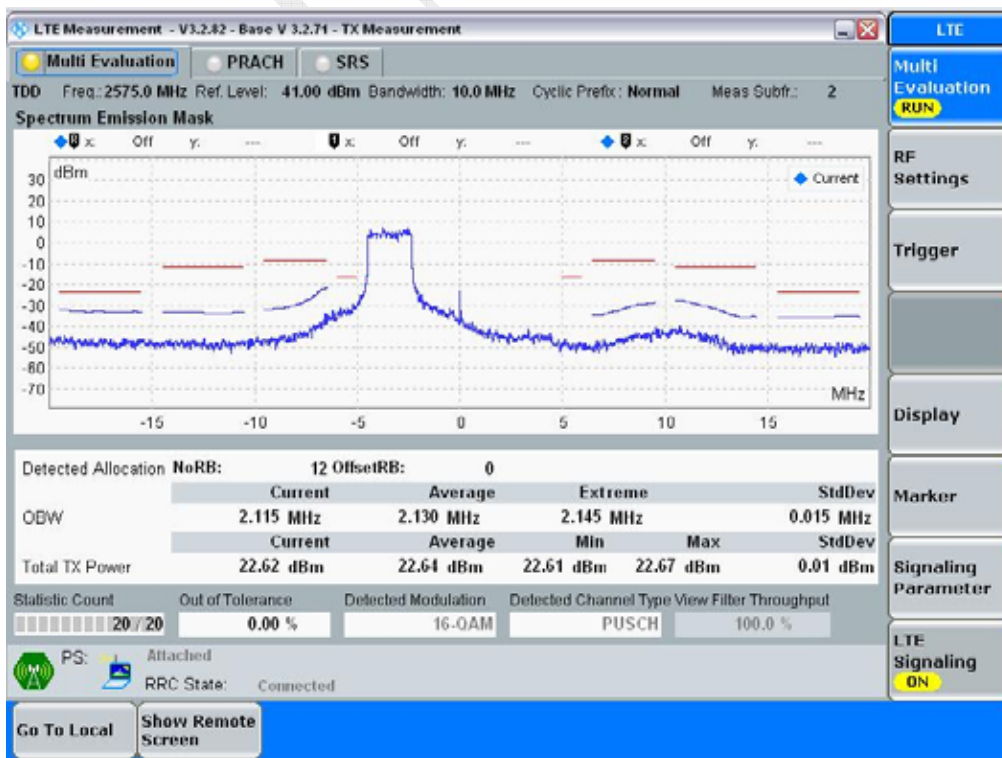 LTE Measurement - V3.2.82 - Base V 3.2.71 - TX Measurement
LTE
Multi Evaluation PRACH SRS
Multi Evaluation RUN
TDD Freq.: 2575.0 MHz Ref. Level: 41.00 dBm Bandwidth: 10.0 MHz Cyclic Prefix: Normal Meas Subfr.: 2
Spectrum Emission Mask
x: Off y: --- 1 x: Off y: --- 2 x: Off y: ---
dBm
Current
30
20
10
0
-10
-20
-30
-40
-50
-60
-70
MHz
-15 -10 -5 0 5 10 15
RF Settings
Trigger
Display
Detected Allocation NoRB: 12 OffsetRB: 0
Current Average Extreme StdDev
OBW 2.115 MHz 2.130 MHz 2.145 MHz 0.015 MHz
Current Average Min Max StdDev
Total TX Power 22.62 dBm 22.64 dBm 22.61 dBm 22.67 dBm 0.01 dBm
Marker
Signaling Parameter
Statistic Count Out of Tolerance Detected Modulation Detected Channel Type View Filter Throughput
20 / 20 0.00 % 16-QAM PUSCH 100.0 %
LTE Signaling ON
PS: Attached
RRC State: Connected
Go To Local
Show Remote Screen